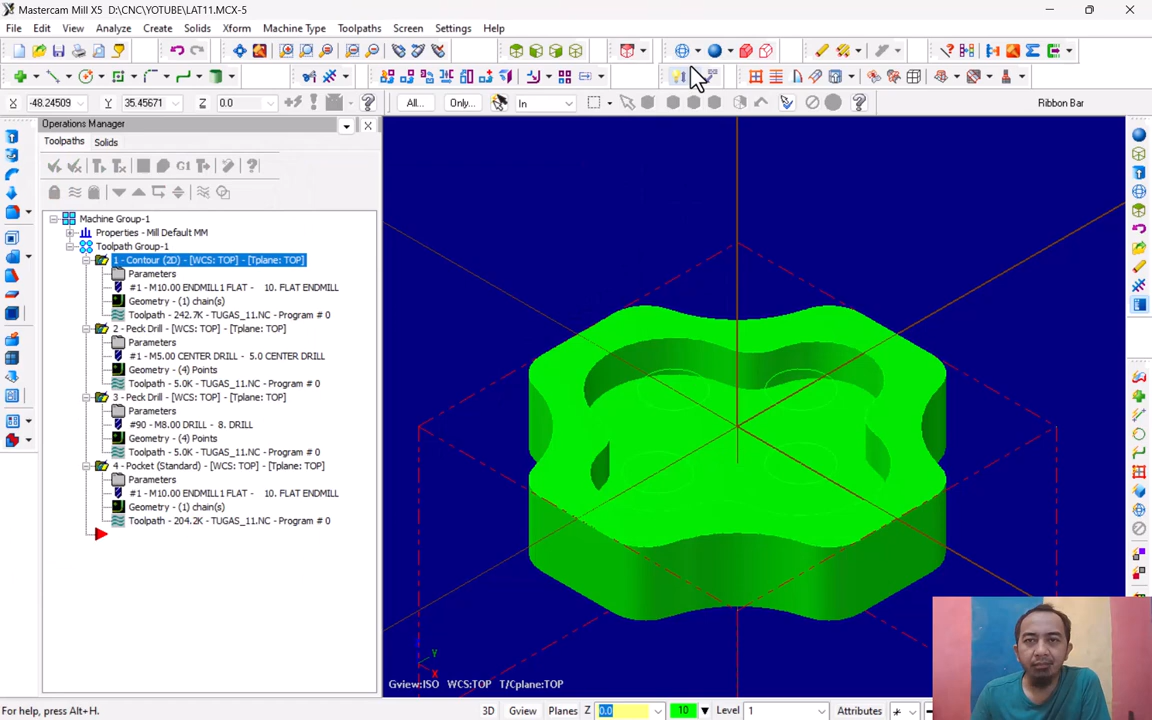 Mastercam Mill X5  D:\CNC\YOTUBE\LAT11.MCX-5
File Edit View Analyze Create Solids Xform Machine Type Toolpaths Screen Settings Help
X -48.24509 Y 35.45671 Z 0.0 All... Only... In Ribbon Bar
Operations Manager
Toolpaths Solids
G1
Machine Group-1
Properties - Mill Default MM
Toolpath Group-1
1 - Contour (2D) - [WCS: TOP] - [Tplane: TOP]
Parameters
#1 - M10.00 ENDMILL1 FLAT - 10. FLAT ENDMILL
Geometry - (1) chain(s)
Toolpath - 242.7K - TUGAS_11.NC - Program # 0
2 - Peck Drill - [WCS: TOP] - [Tplane: TOP]
Parameters
#1 - M5.00 CENTER DRILL - 5.0 CENTER DRILL
Geometry - (4) Points
Toolpath - 5.0K - TUGAS_11.NC - Program # 0
3 - Peck Drill - [WCS: TOP] - [Tplane: TOP]
Parameters
#90 - M8.00 DRILL - 8. DRILL
Geometry - (4) Points
Toolpath - 5.0K - TUGAS_11.NC - Program # 0
4 - Pocket (Standard) - [WCS: TOP] - [Tplane: TOP]
Parameters
#1 - M10.00 ENDMILL1 FLAT - 10. FLAT ENDMILL
Geometry - (1) chain(s)
Toolpath - 204.2K - TUGAS_11.NC - Program # 0
Y
X
Gview:ISO WCS:TOP T/Cplane:TOP
For help, press Alt+H. 3D Gview Planes Z 0.0 10 Level 1 Attributes